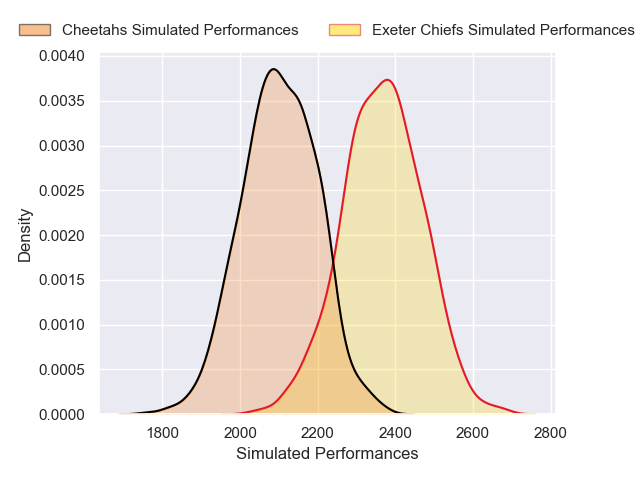 Cheetahs Simulated Performances
Exeter Chiefs Simulated Performances
0.0040
0.0035
0.0030
0.0025
0.0020
0.0015
0.0010
0.0005
0.0000
Density
1800 2000 2200 2400 2600 2800
Simulated Performances